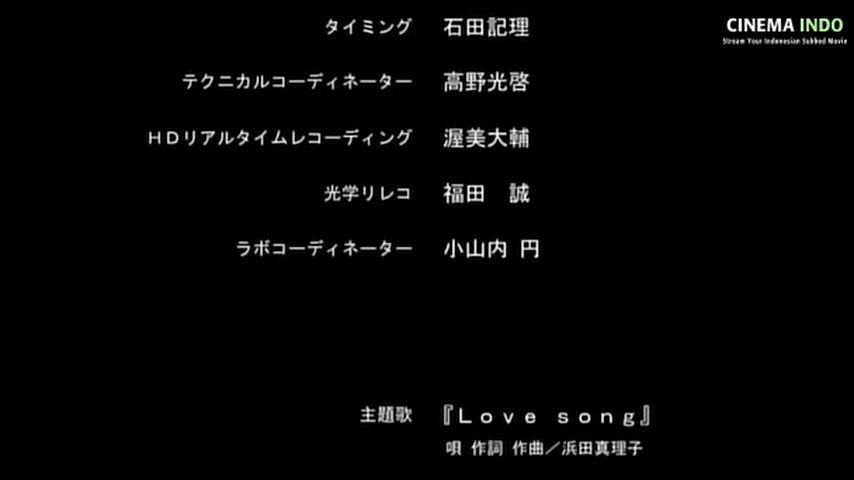 CINEMA INDO
Stream Your Indonesian Subbed Movie
タイミング 石田記理
テクニカルコーディネーター 高野光啓
HDリアルタイムレコーディング 渥美大輔
光学リレコ 福田 誠
ラボコーディネーター 小山内 円
主題歌 『Love song』
唄 作詞 作曲/浜田真理子